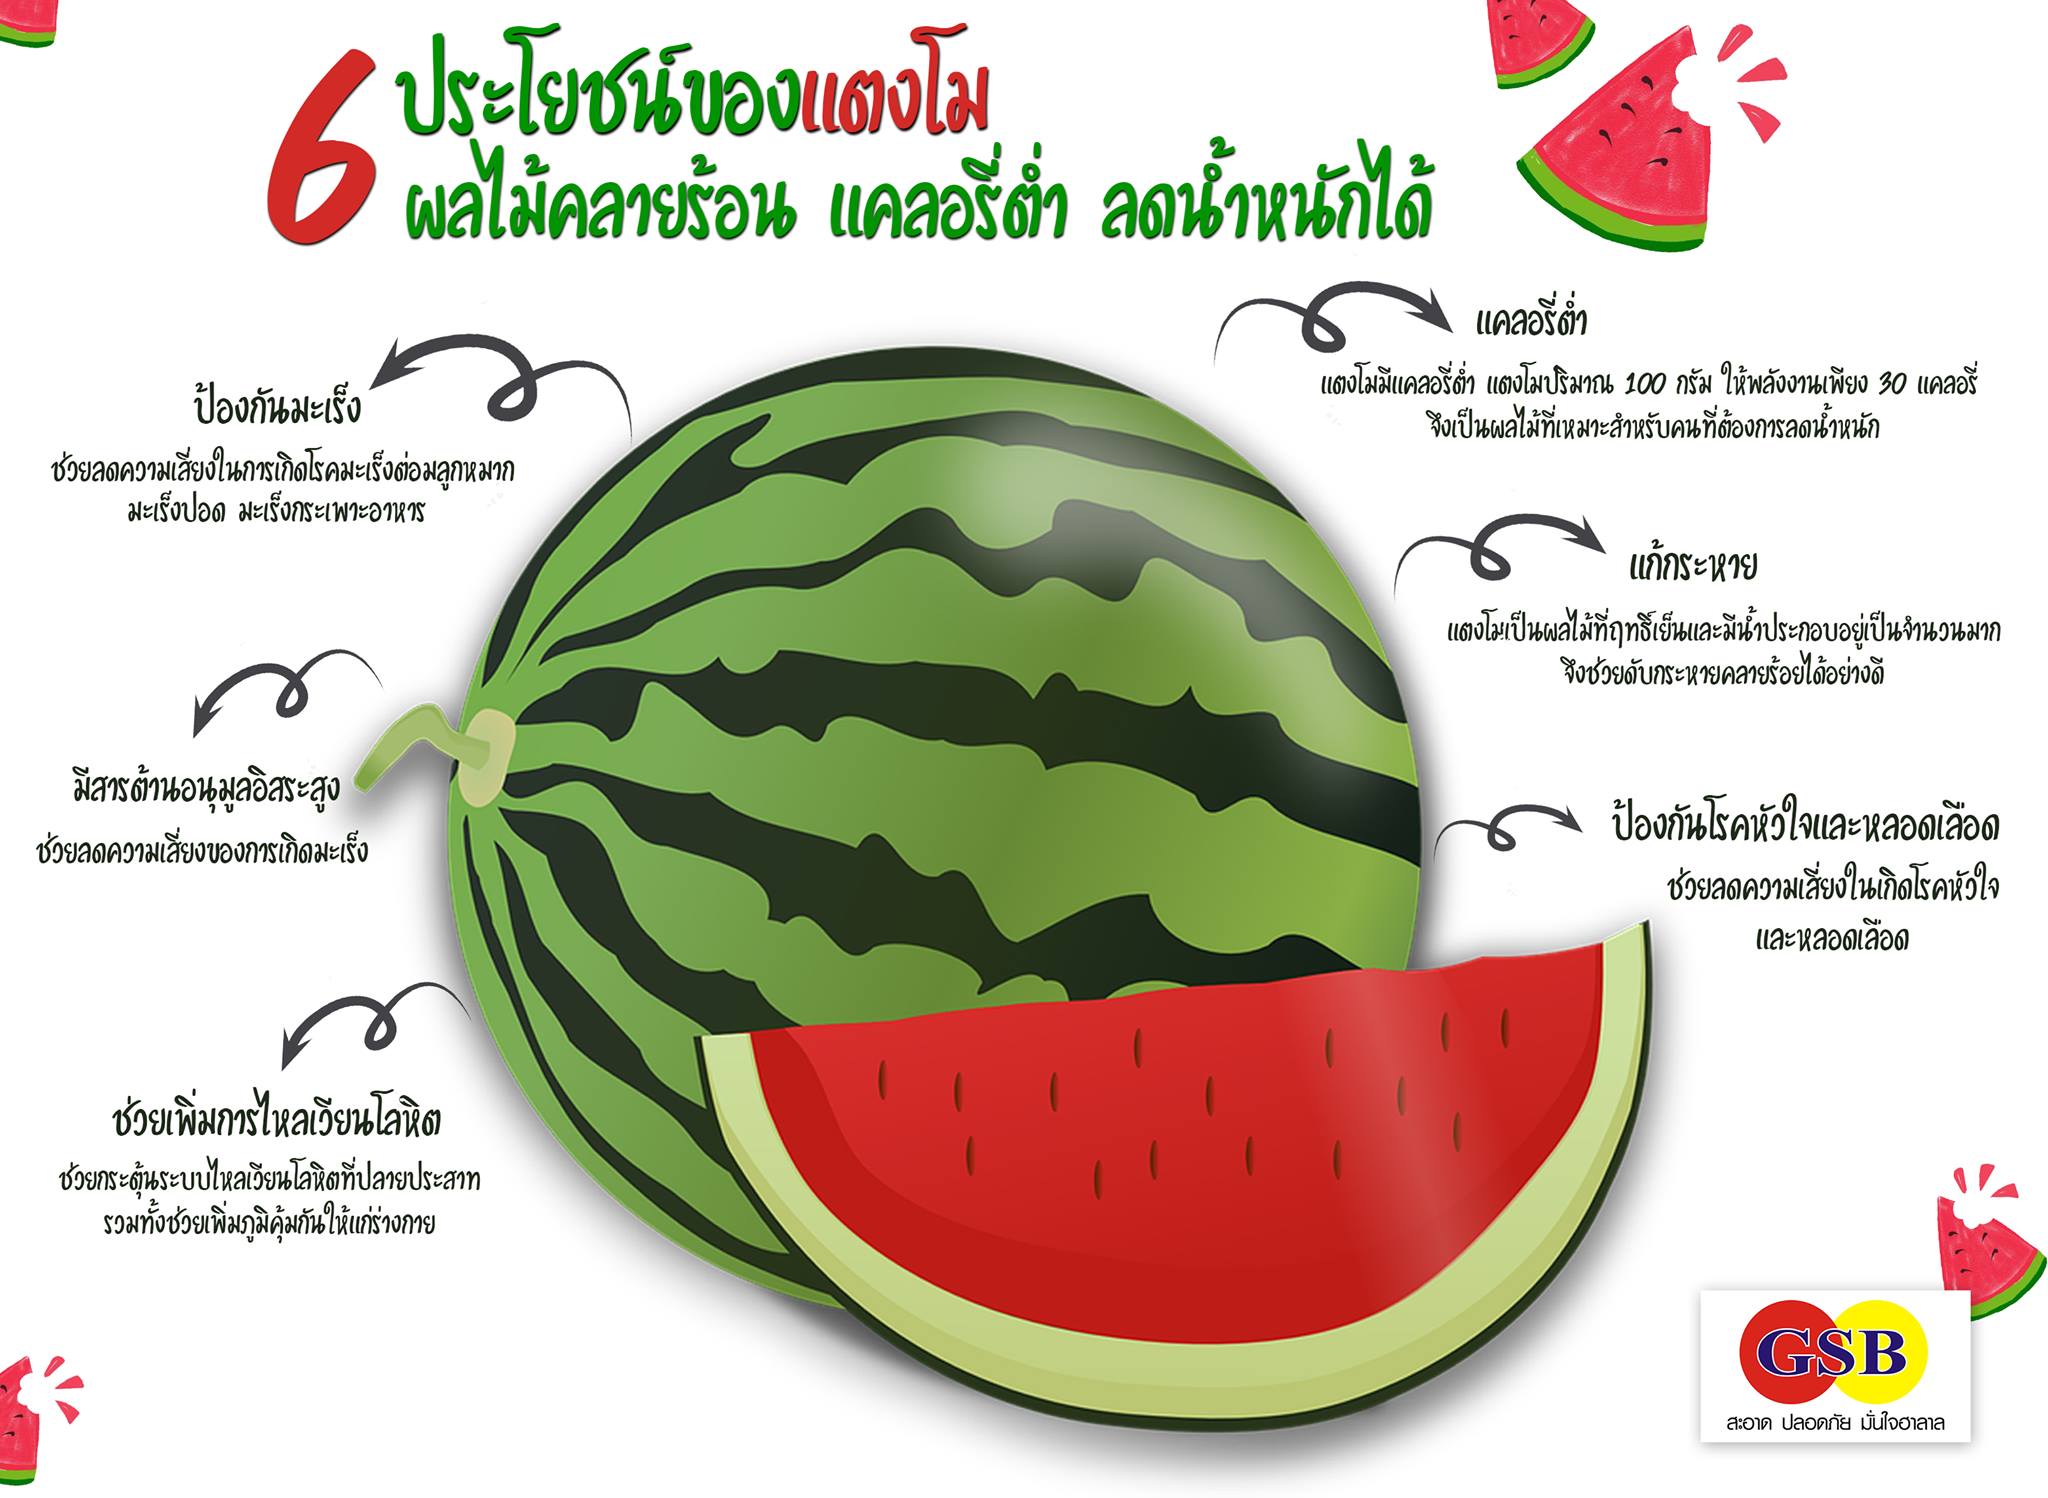 6 ประโยชน์ของแตงโม
ผลไม้คลายร้อน แคลอรี่ต่ำ ลดน้ำหนักได้
ป้องกันมะเร็ง
ช่วยลดความเสี่ยงในการเกิดโรคมะเร็งต่อมลูกหมาก
มะเร็งปอด มะเร็งกระเพาะอาหาร
มีสารต้านอนุมูลอิสระสูง
ช่วยลดความเสี่ยงของการเกิดมะเร็ง
ช่วยเพิ่มการไหลเวียนโลหิต
ช่วยกระตุ้นระบบไหลเวียนโลหิตที่ปลายประสาท
รวมทั้งช่วยเพิ่มภูมิคุ้มกันให้แก่ร่างกาย
แคลอรี่ต่ำ
แตงโมมีแคลอรี่ต่ำ แตงโมปริมาณ 100 กรัม ให้พลังงานเพียง 30 แคลอรี่
จึงเป็นผลไม้ที่เหมาะสำหรับคนที่ต้องการลดน้ำหนัก
แก้กระหาย
แตงโมเป็นผลไม้ที่ฤทธิ์เย็นและมีน้ำประกอบอยู่เป็นจำนวนมาก
จึงช่วยดับกระหายคลายร้อยได้อย่างดี
ป้องกันโรคหัวใจและหลอดเลือด
ช่วยลดความเสี่ยงในเกิดโรคหัวใจ
และหลอดเลือด
GSB
สะอาด ปลอดภัย มั่นใจฮาลาล